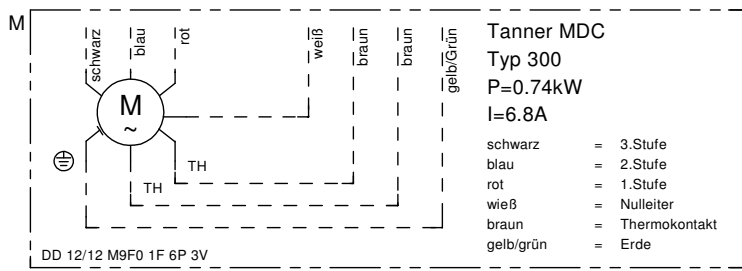 M
schwarz
blau
rot
weiß
braun
braun
gelb/Grün
M
~
TH
TH
DD 12/12 M9F0 1F 6P 3V
Tanner MDC
Typ 300
P=0.74kW
I=6.8A
schwarz = 3.Stufe
blau = 2.Stufe
rot = 1.Stufe
wieß = Nulleiter
braun = Thermokontakt
gelb/grün = Erde